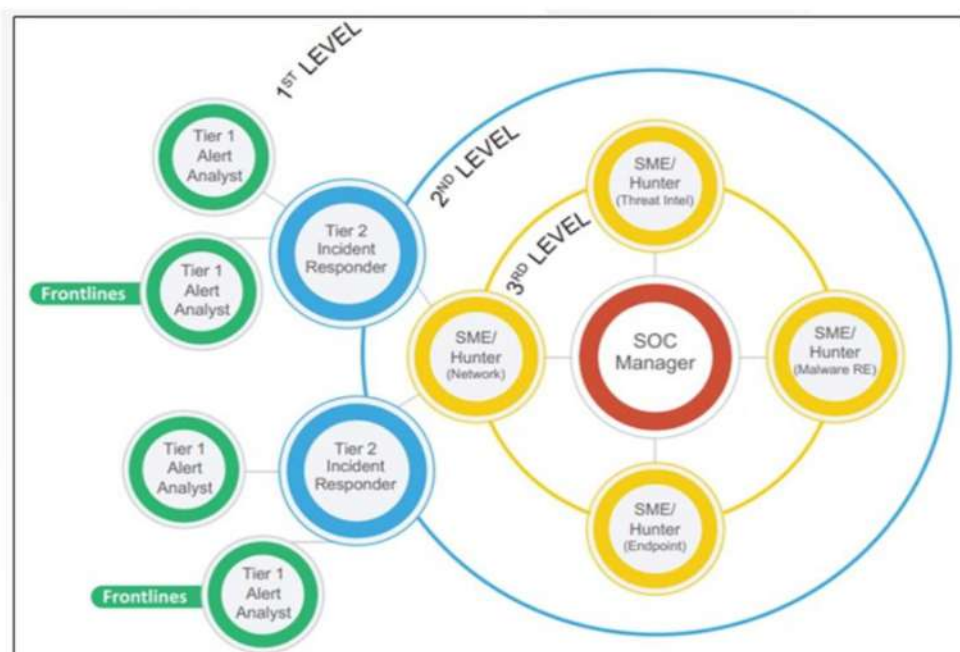 1ST LEVEL
Tier 1
Alert
Analyst
2ND LEVEL
SME/
Hunter
(Threat Intel)
Tier 2
Incident
Responder
3RD LEVEL
Tier 1
Alert
Analyst
Frontlines
SME/
Hunter
(Network)
SOC
Manager
SME/
Hunter
(Malware RE)
Tier 1
Alert
Analyst
Tier 2
Incident
Responder
SME/
Hunter
(Endpoint)
Tier 1
Alert
Analyst
Frontlines